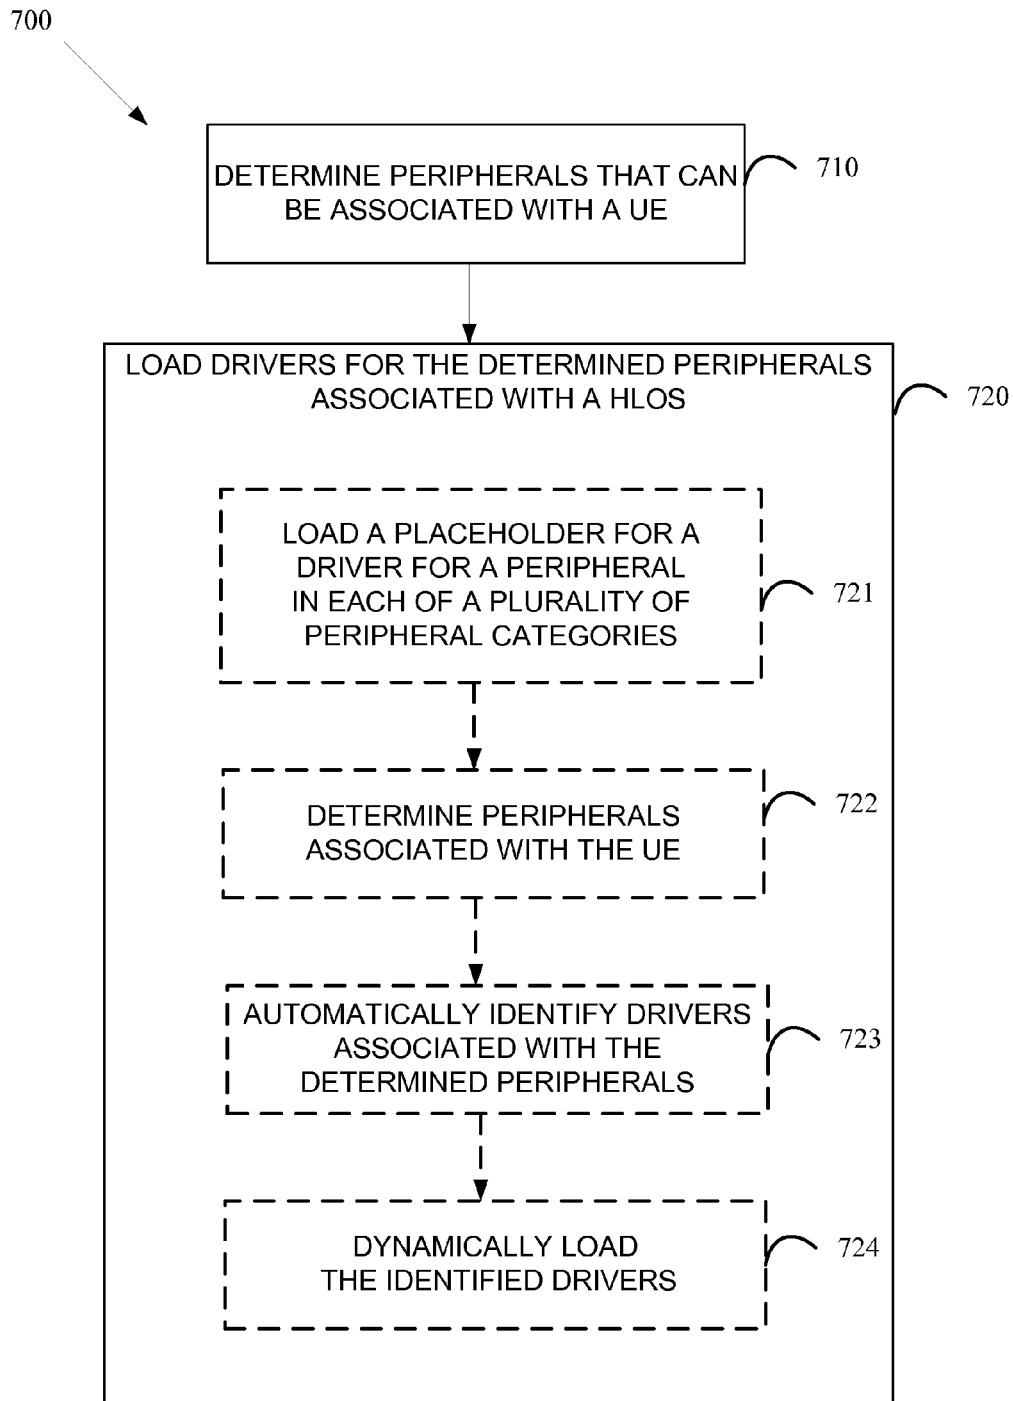 700
DETERMINE PERIPHERALS THAT CAN
BE ASSOCIATED WITH A UE
710
LOAD DRIVERS FOR THE DETERMINED PERIPHERALS
ASSOCIATED WITH A HLOS
720
LOAD A PLACEHOLDER FOR A
DRIVER FOR A PERIPHERAL
IN EACH OF A PLURALITY OF
PERIPHERAL CATEGORIES
721
DETERMINE PERIPHERALS
ASSOCIATED WITH THE UE
722
AUTOMATICALLY IDENTIFY DRIVERS
ASSOCIATED WITH THE
DETERMINED PERIPHERALS
723
DYNAMICALLY LOAD
THE IDENTIFIED DRIVERS
724